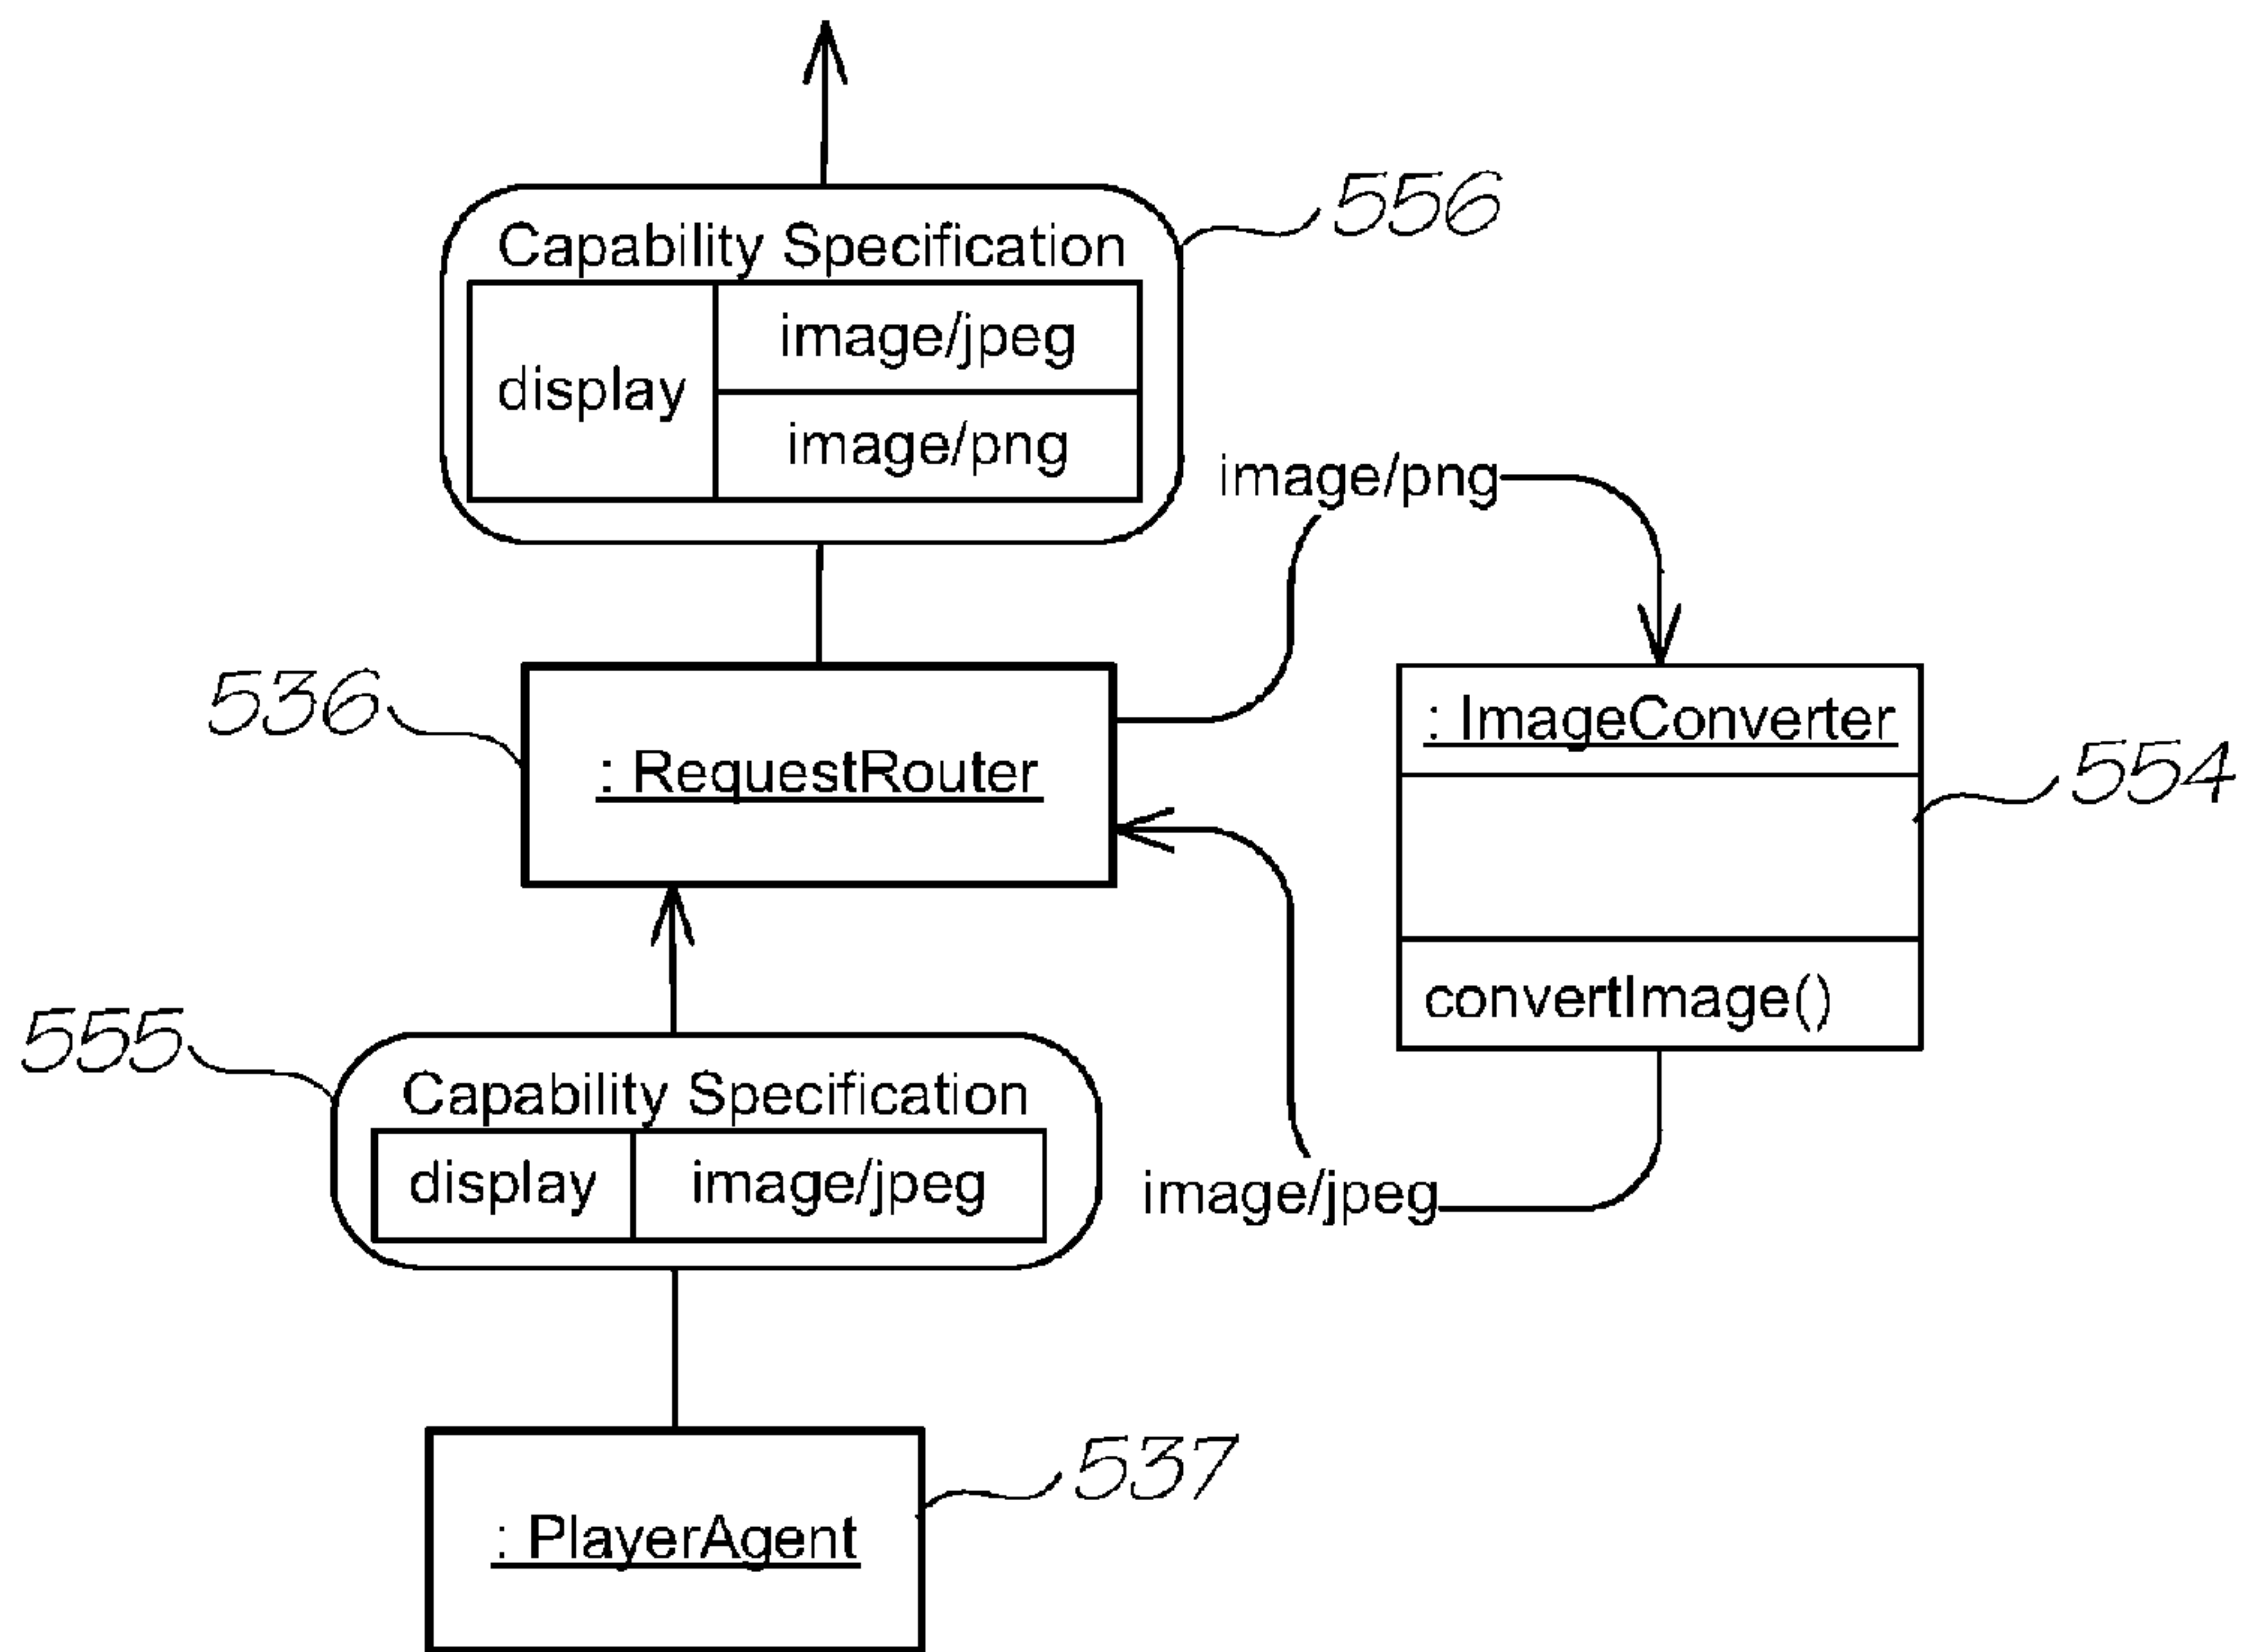 Capability Specification
556
display
image/jpeg
image/png
image/png
536
: RequestRouter
: ImageConverter
554
convertImage()
555
Capability Specification
display
image/jpeg
image/jpeg
537
: PlayerAgent